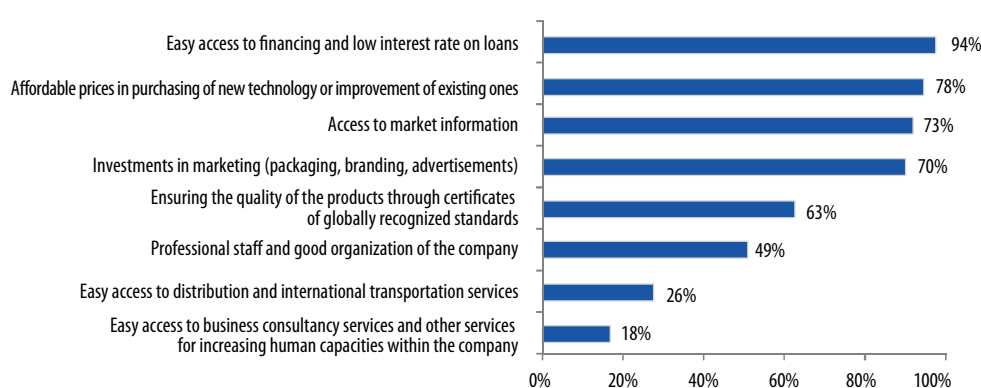 Easy access to financing and low interest rate on loans
94%
Affordable prices in purchasing of new technology or improvement of existing ones
78%
Access to market information
73%
Investments in marketing (packaging, branding, advertisements)
70%
Ensuring the quality of the products through certificates
of globally recognized standards
63%
Professional staff and good organization of the company
49%
Easy access to distribution and international transportation services
26%
Easy access to business consultancy services and other services
for increasing human capacities within the company
18%
0% 20% 40% 60% 80% 100%